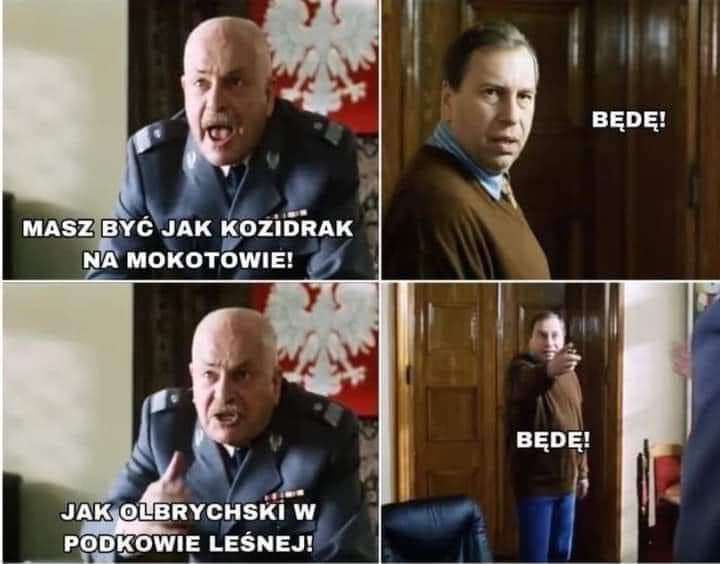 MASZ BYĆ JAK KOZIDRAK
NA MOKOTOWIE!
BĘDĘ!
JAK OLBRYCHSKI W
PODKOWIE LEŚNEJ!
BĘDĘ!